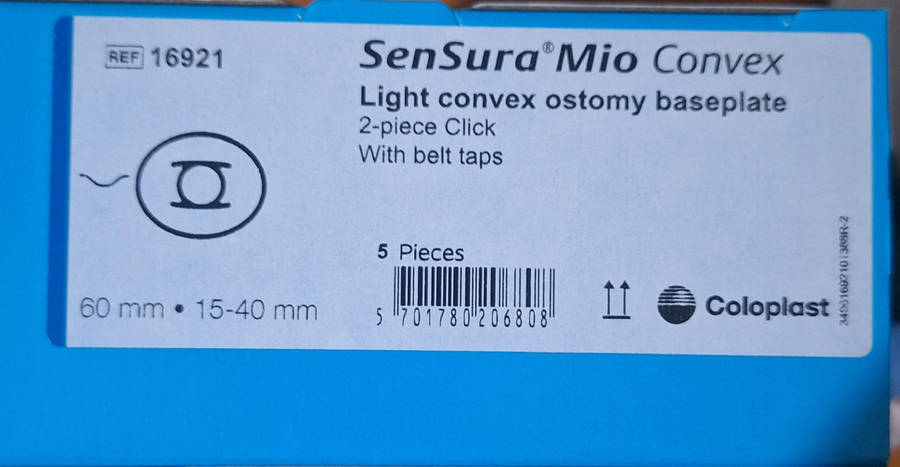 REF 16921
SenSura® Mio Convex
Light convex ostomy baseplate
2-piece Click
With belt taps
5 Pieces
5 701780 206808
60 mm • 15-40 mm
Coloplast